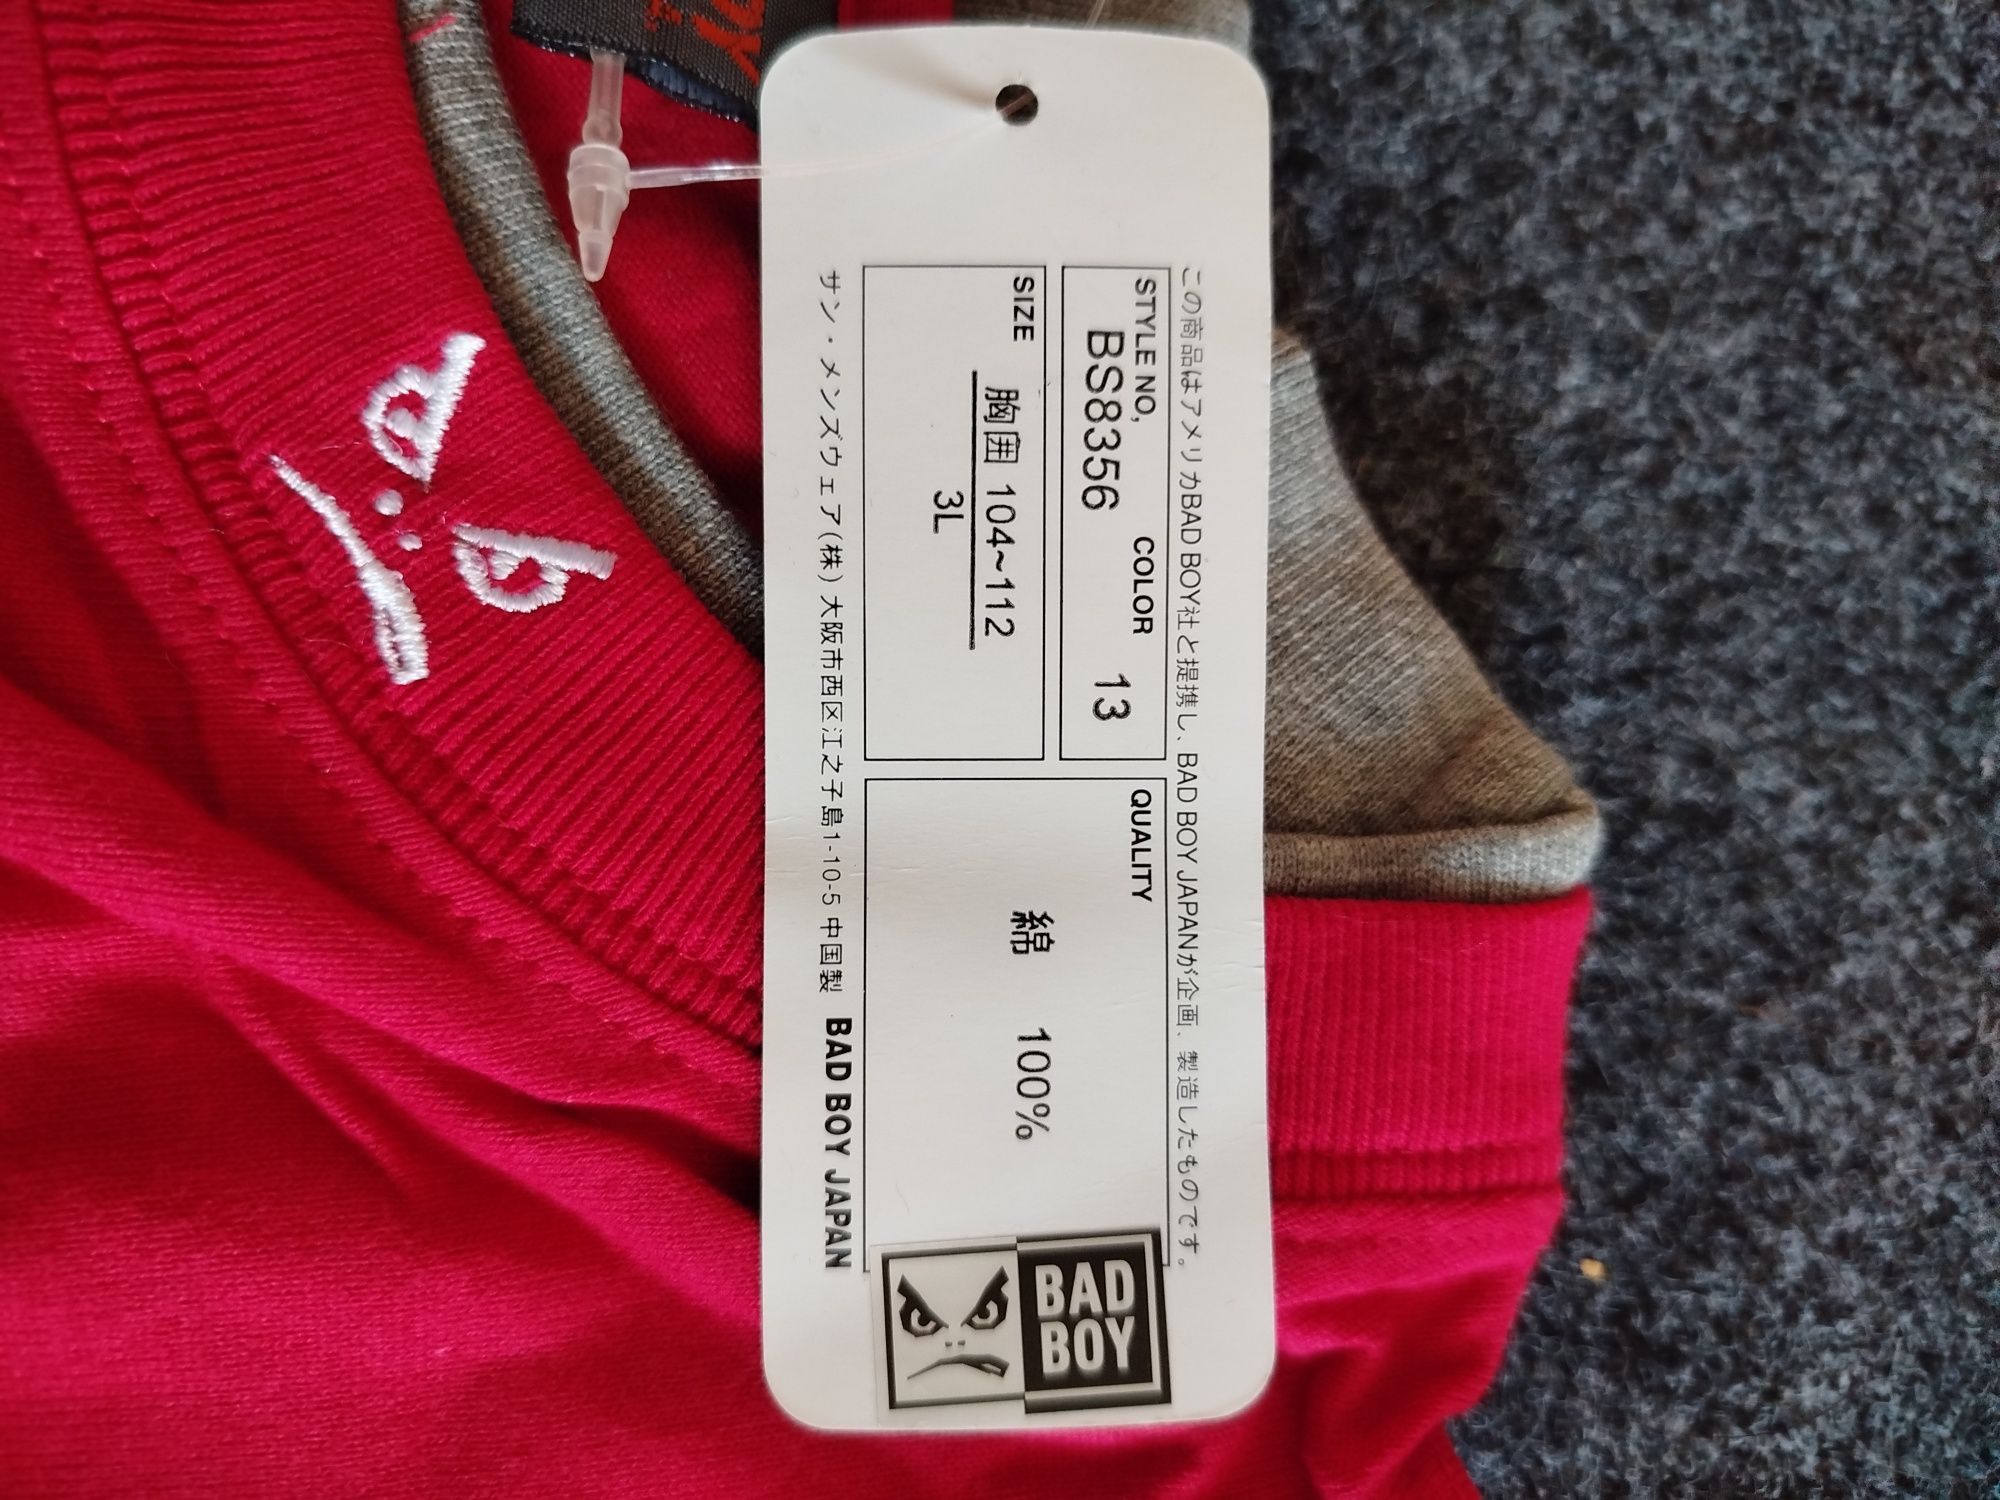 この商品はアメリカBAD BOY社と提携し、BAD BOY JAPANが企画、製造したものです。
STYLE NO, COLOR
BS8356 13
SIZE
胸囲 104~112
3L
QUALITY
綿 100%
サン・メンズウェア(株) 大阪市西区江之子島1-10-5 中国製 BAD BOY JAPAN
BAD
BOY